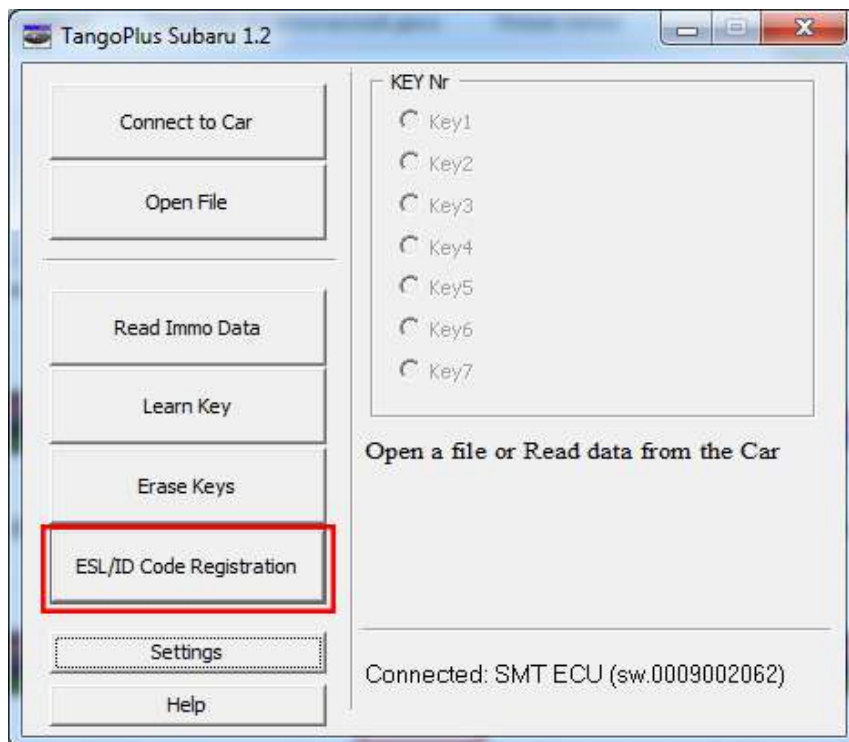 TangoPlus Subaru 1.2
Connect to Car
Open File
Read Immo Data
Learn Key
Erase Keys
ESL/ID Code Registration
Settings
Help
KEY Nr
Key1
Key2
Key3
Key4
Key5
Key6
Key7
Open a file or Read data from the Car
Connected: SMT ECU (sw.0009002062)